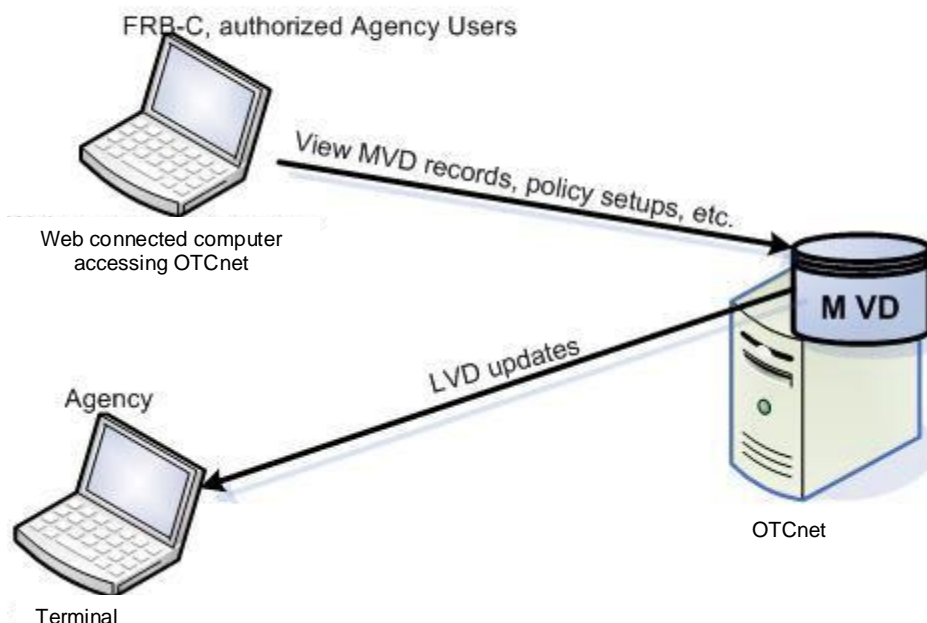 FRB-C, authorized Agency Users
View MVD records, policy setups, etc.
Web connected computer
accessing OTCnet
M VD
LVD updates
Agency
OTCnet
Terminal